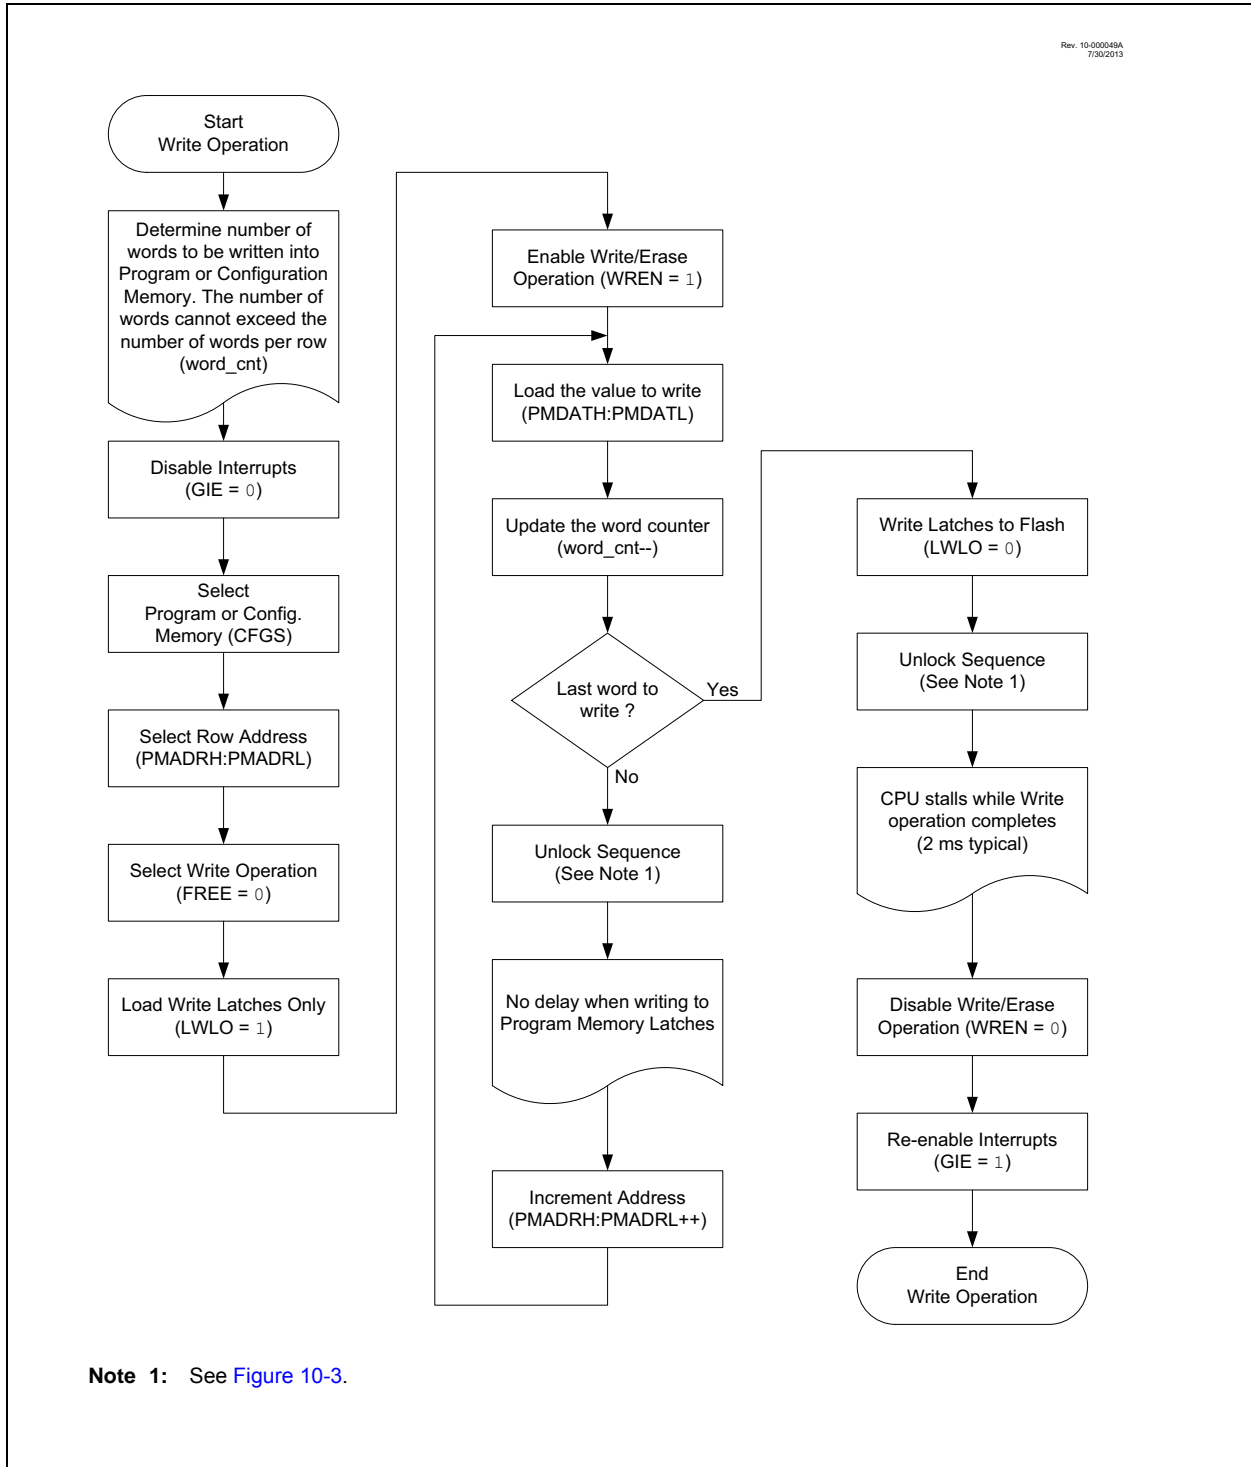 Rev. 10-000049A
7/30/2013
Start
Write Operation
Determine number of
words to be written into
Program or Configuration
Memory. The number of
words cannot exceed the
number of words per row
(word_cnt)
Disable Interrupts
(GIE = 0)
Select
Program or Config.
Memory (CFGS)
Select Row Address
(PMADRH:PMADRL)
Select Write Operation
(FREE = 0)
Load Write Latches Only
(LWLO = 1)
Enable Write/Erase
Operation (WREN = 1)
Load the value to write
(PMDATH:PMDATL)
Update the word counter
(word_cnt--)
Last word to
write ?
Yes
No
Unlock Sequence
(See Note 1)
No delay when writing to
Program Memory Latches
Increment Address
(PMADRH:PMADRL++)
Write Latches to Flash
(LWLO = 0)
Unlock Sequence
(See Note 1)
CPU stalls while Write
operation completes
(2 ms typical)
Disable Write/Erase
Operation (WREN = 0)
Re-enable Interrupts
(GIE = 1)
End
Write Operation
Note 1: See Figure 10-3.